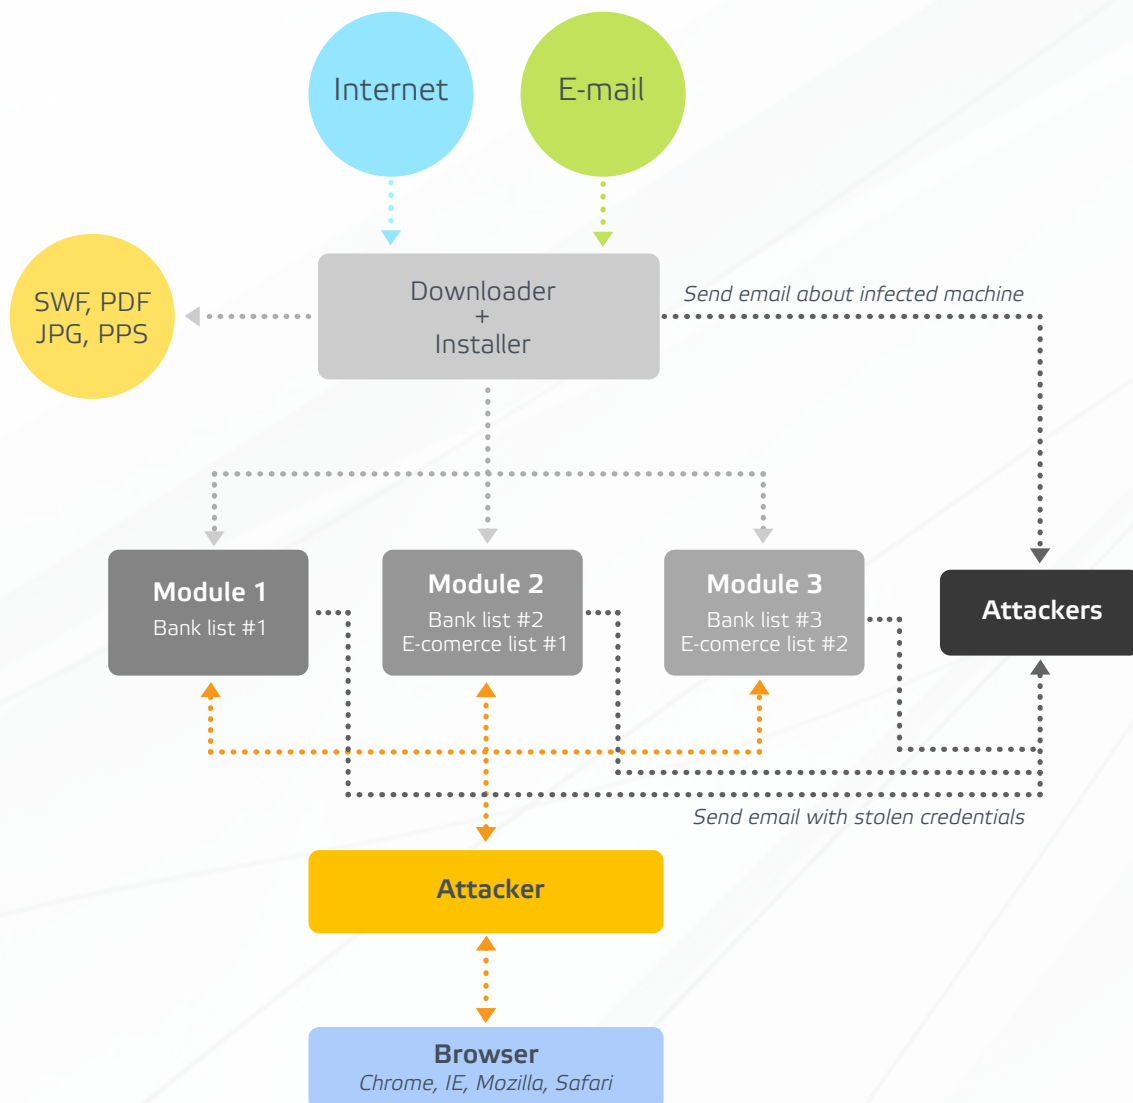 Internet
E-mail
SWF, PDF
JPG, PPS
Downloader
+
Installer
Send email about infected machine
Module 1
Bank list #1
Module 2
Bank list #2
E-comerce list #1
Module 3
Bank list #3
E-comerce list #2
Attackers
Send email with stolen credentials
Attacker
Browser
Chrome, IE, Mozilla, Safari